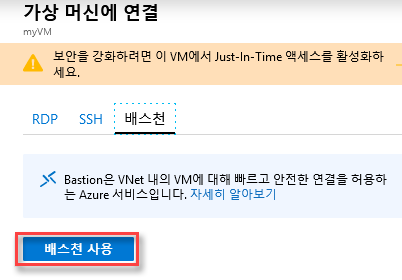 가상 머신에 연결
myVM
보안을 강화하려면 이 VM에서 Just-In-Time 액세스를 활성화하
세요.
RDP SSH 배스천
Bastion은 VNet 내의 VM에 대해 빠르고 안전한 연결을 허용하
는 Azure 서비스입니다. 자세히 알아보기
배스천 사용